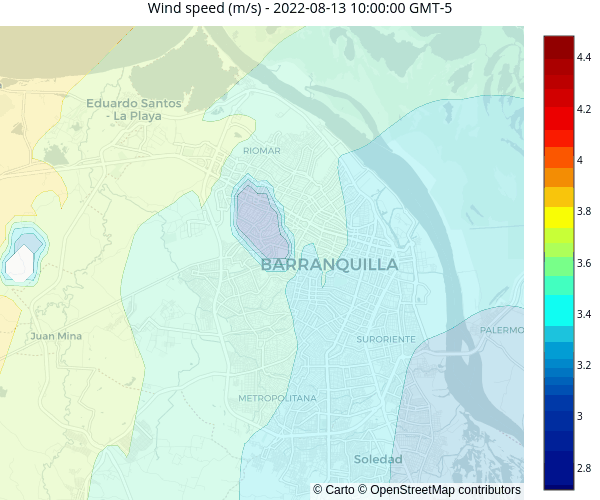 Wind speed (m/s) - 2022-08-13 10:00:00 GMT-5
4.4
4.2
4
3.8
3.6
3.4
3.2
3
2.8
Eduardo Santos
- La Playa
RIOMAR
BARRANQUILLA
Juan Mina
SURORIENTE
PALERMO
METROPOLITANA
Soledad
© Carto © OpenStreetMap contributors